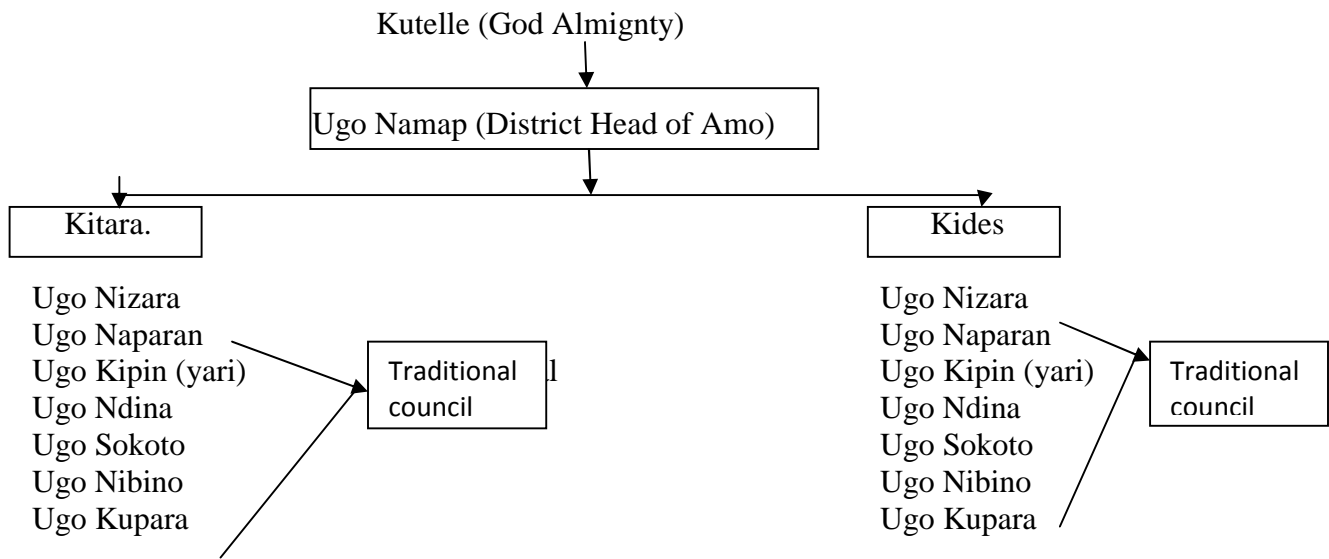 Kutelle (God Almignty)
Ugo Namap (District Head of Amo)
Kitara.
Kides
Ugo Nizara
Ugo Naparan
Ugo Kipin (yari)
Ugo Ndina
Ugo Sokoto
Ugo Nibino
Ugo Kupara
Traditional
council
Ugo Nizara
Ugo Naparan
Ugo Kipin (yari)
Ugo Ndina
Ugo Sokoto
Ugo Nibino
Ugo Kupara
Traditional
council